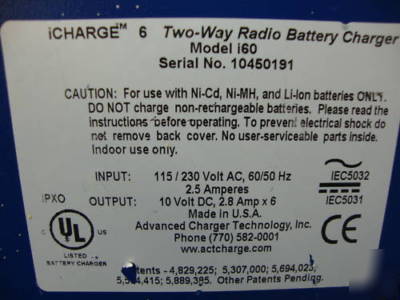 iCHARGE™ 6 Two-Way Radio Battery Charger
Model i60
Serial No. 10450191
CAUTION: For use with Ni-Cd, Ni-MH, and Li-Ion batteries ONLY.
DO NOT charge non-rechargeable batteries. Please read the
instructions before operating. To prevent electrical shock do
not remove back cover. No user-serviceable parts inside.
Indoor use only.
INPUT: 115 / 230 Volt AC, 60/50 Hz
2.5 Amperes
IEC5032
IPXO
OUTPUT: 10 Volt DC, 2.8 Amp x 6
IEC5031
Made in U.S.A.
C UL
LISTED
BATTERY CHARGER
Advanced Charger Technology, Inc.
Phone (770) 582-0001
www.actcharge.com
Patents - 4,829,225; 5,307,000; 5,694,023;
5,889,385. Other Patents Pending.
UniqueCarts.com